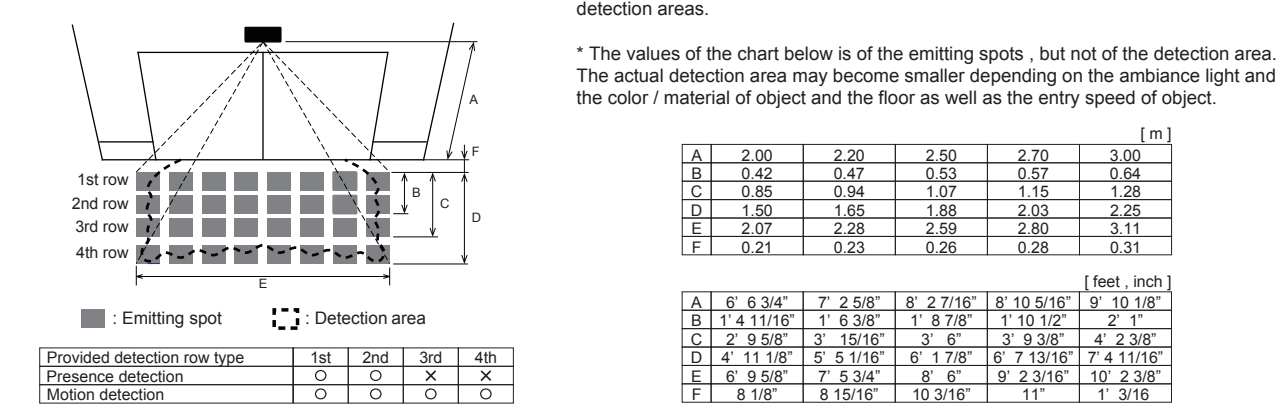 detection areas.
* The values of the chart below is of the emitting spots , but not of the detection area.
The actual detection area may become smaller depending on the ambiance light and
the color / material of object and the floor as well as the entry speed of object.
A
F
1st row
2nd row
3rd row
4th row
B
C
D
E
: Emitting spot
: Detection area
Provided detection row type 1st 2nd 3rd 4th
Presence detection ○ ○ × ×
Motion detection ○ ○ ○ ○
[ m ]
A 2.00 2.20 2.50 2.70 3.00
B 0.42 0.47 0.53 0.57 0.64
C 0.85 0.94 1.07 1.15 1.28
D 1.50 1.65 1.88 2.03 2.25
E 2.07 2.28 2.59 2.80 3.11
F 0.21 0.23 0.26 0.28 0.31
[ feet , inch ]
A 6’ 6 3/4” 7’ 2 5/8” 8’ 2 7/16” 8’ 10 5/16” 9’ 10 1/8”
B 1’ 4 11/16” 1’ 6 3/8” 1’ 8 7/8” 1’ 10 1/2” 2’ 1”
C 2’ 9 5/8” 3’ 15/16” 3’ 6” 3’ 9 3/8” 4’ 2 3/8”
D 4’ 11 1/8” 5’ 5 1/16” 6’ 1 7/8” 6’ 7 13/16” 7’ 4 11/16”
E 6’ 9 5/8” 7’ 5 3/4” 8’ 6” 9’ 2 3/16” 10’ 2 3/8”
F 8 1/8” 8 15/16” 10 3/16” 11” 1’ 3/16